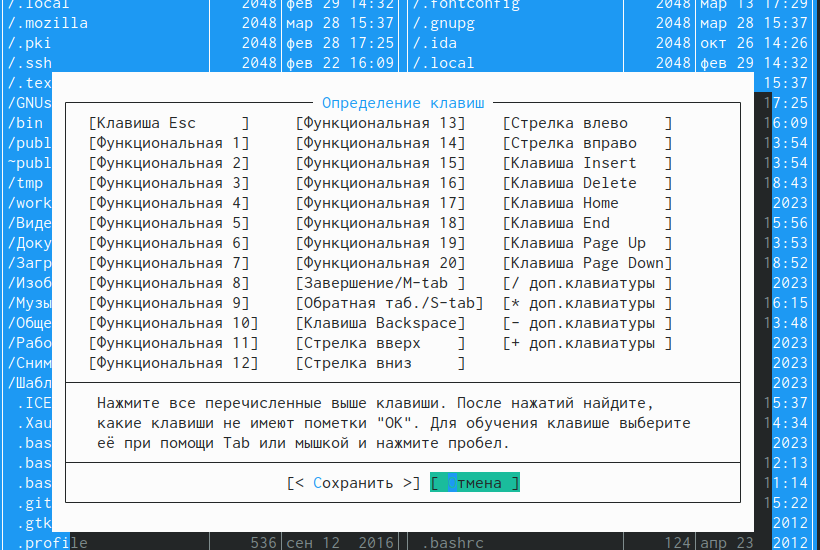 /.local 2048 фев 29 14:32 /.fontconfig 2048 мар 13 17:29
/.mozilla 2048 мар 28 15:37 /.gnupg 2048 мар 28 15:37
/.pki 2048 фев 28 17:25 /.ida 2048 окт 26 14:26
/.ssh 2048 фев 22 16:09 /.local 2048 фев 29 14:32
/.tex 15:37
Определение клавиш
/GNUs 17:25
/bin [Клавиша Esc ] [Функциональная 13] [Стрелка влево ] 16:09
/publ [Функциональная 1] [Функциональная 14] [Стрелка вправо ] 13:54
~publ [Функциональная 2] [Функциональная 15] [Клавиша Insert ] 13:54
/tmp [Функциональная 3] [Функциональная 16] [Клавиша Delete ] 18:43
/work [Функциональная 4] [Функциональная 17] [Клавиша Home ] 2023
/Виде [Функциональная 5] [Функциональная 18] [Клавиша End ] 15:56
/Доку [Функциональная 6] [Функциональная 19] [Клавиша Page Up ] 13:53
/Загр [Функциональная 7] [Функциональная 20] [Клавиша Page Down] 18:52
/Изоб [Функциональная 8] [Завершение/M-tab ] [/ доп.клавиатуры ] 2023
/Музы [Функциональная 9] [Обратная таб./S-tab] [* доп.клавиатуры ] 16:15
/Обще [Функциональная 10] [Клавиша Backspace] [- доп.клавиатуры ] 13:48
/Рабо [Функциональная 11] [Стрелка вверх ] [+ доп.клавиатуры ] 2023
/Сним [Функциональная 12] [Стрелка вниз ] 2023
/Шабл 2023
.ICE Нажмите все перечисленные выше клавиши. После нажатий найдите, 15:37
.Xau какие клавиши не имеют пометки "OK". Для обучения клавише выберите 14:34
.bas её при помощи Tab или мышкой и нажмите пробел. 2023
.bas 12:13
.bas [< Сохранить >] [ Отмена ] 11:14
.git 15:22
.gtk 2012
.profile 536 сен 12 2016 .bashrc 124 апр 23 2012